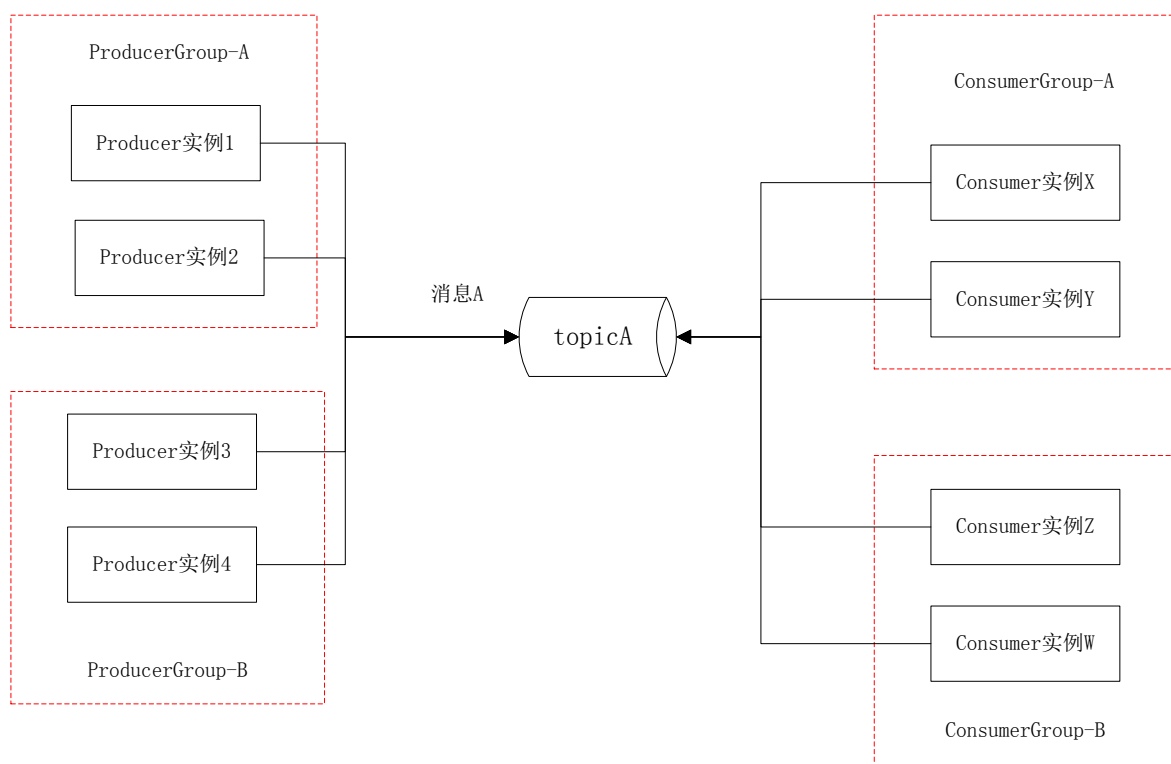 ProducerGroup-A
Producer实例1
Producer实例2
Producer实例3
Producer实例4
ProducerGroup-B
消息A
topicA
ConsumerGroup-A
Consumer实例X
Consumer实例Y
Consumer实例Z
Consumer实例W
ConsumerGroup-B